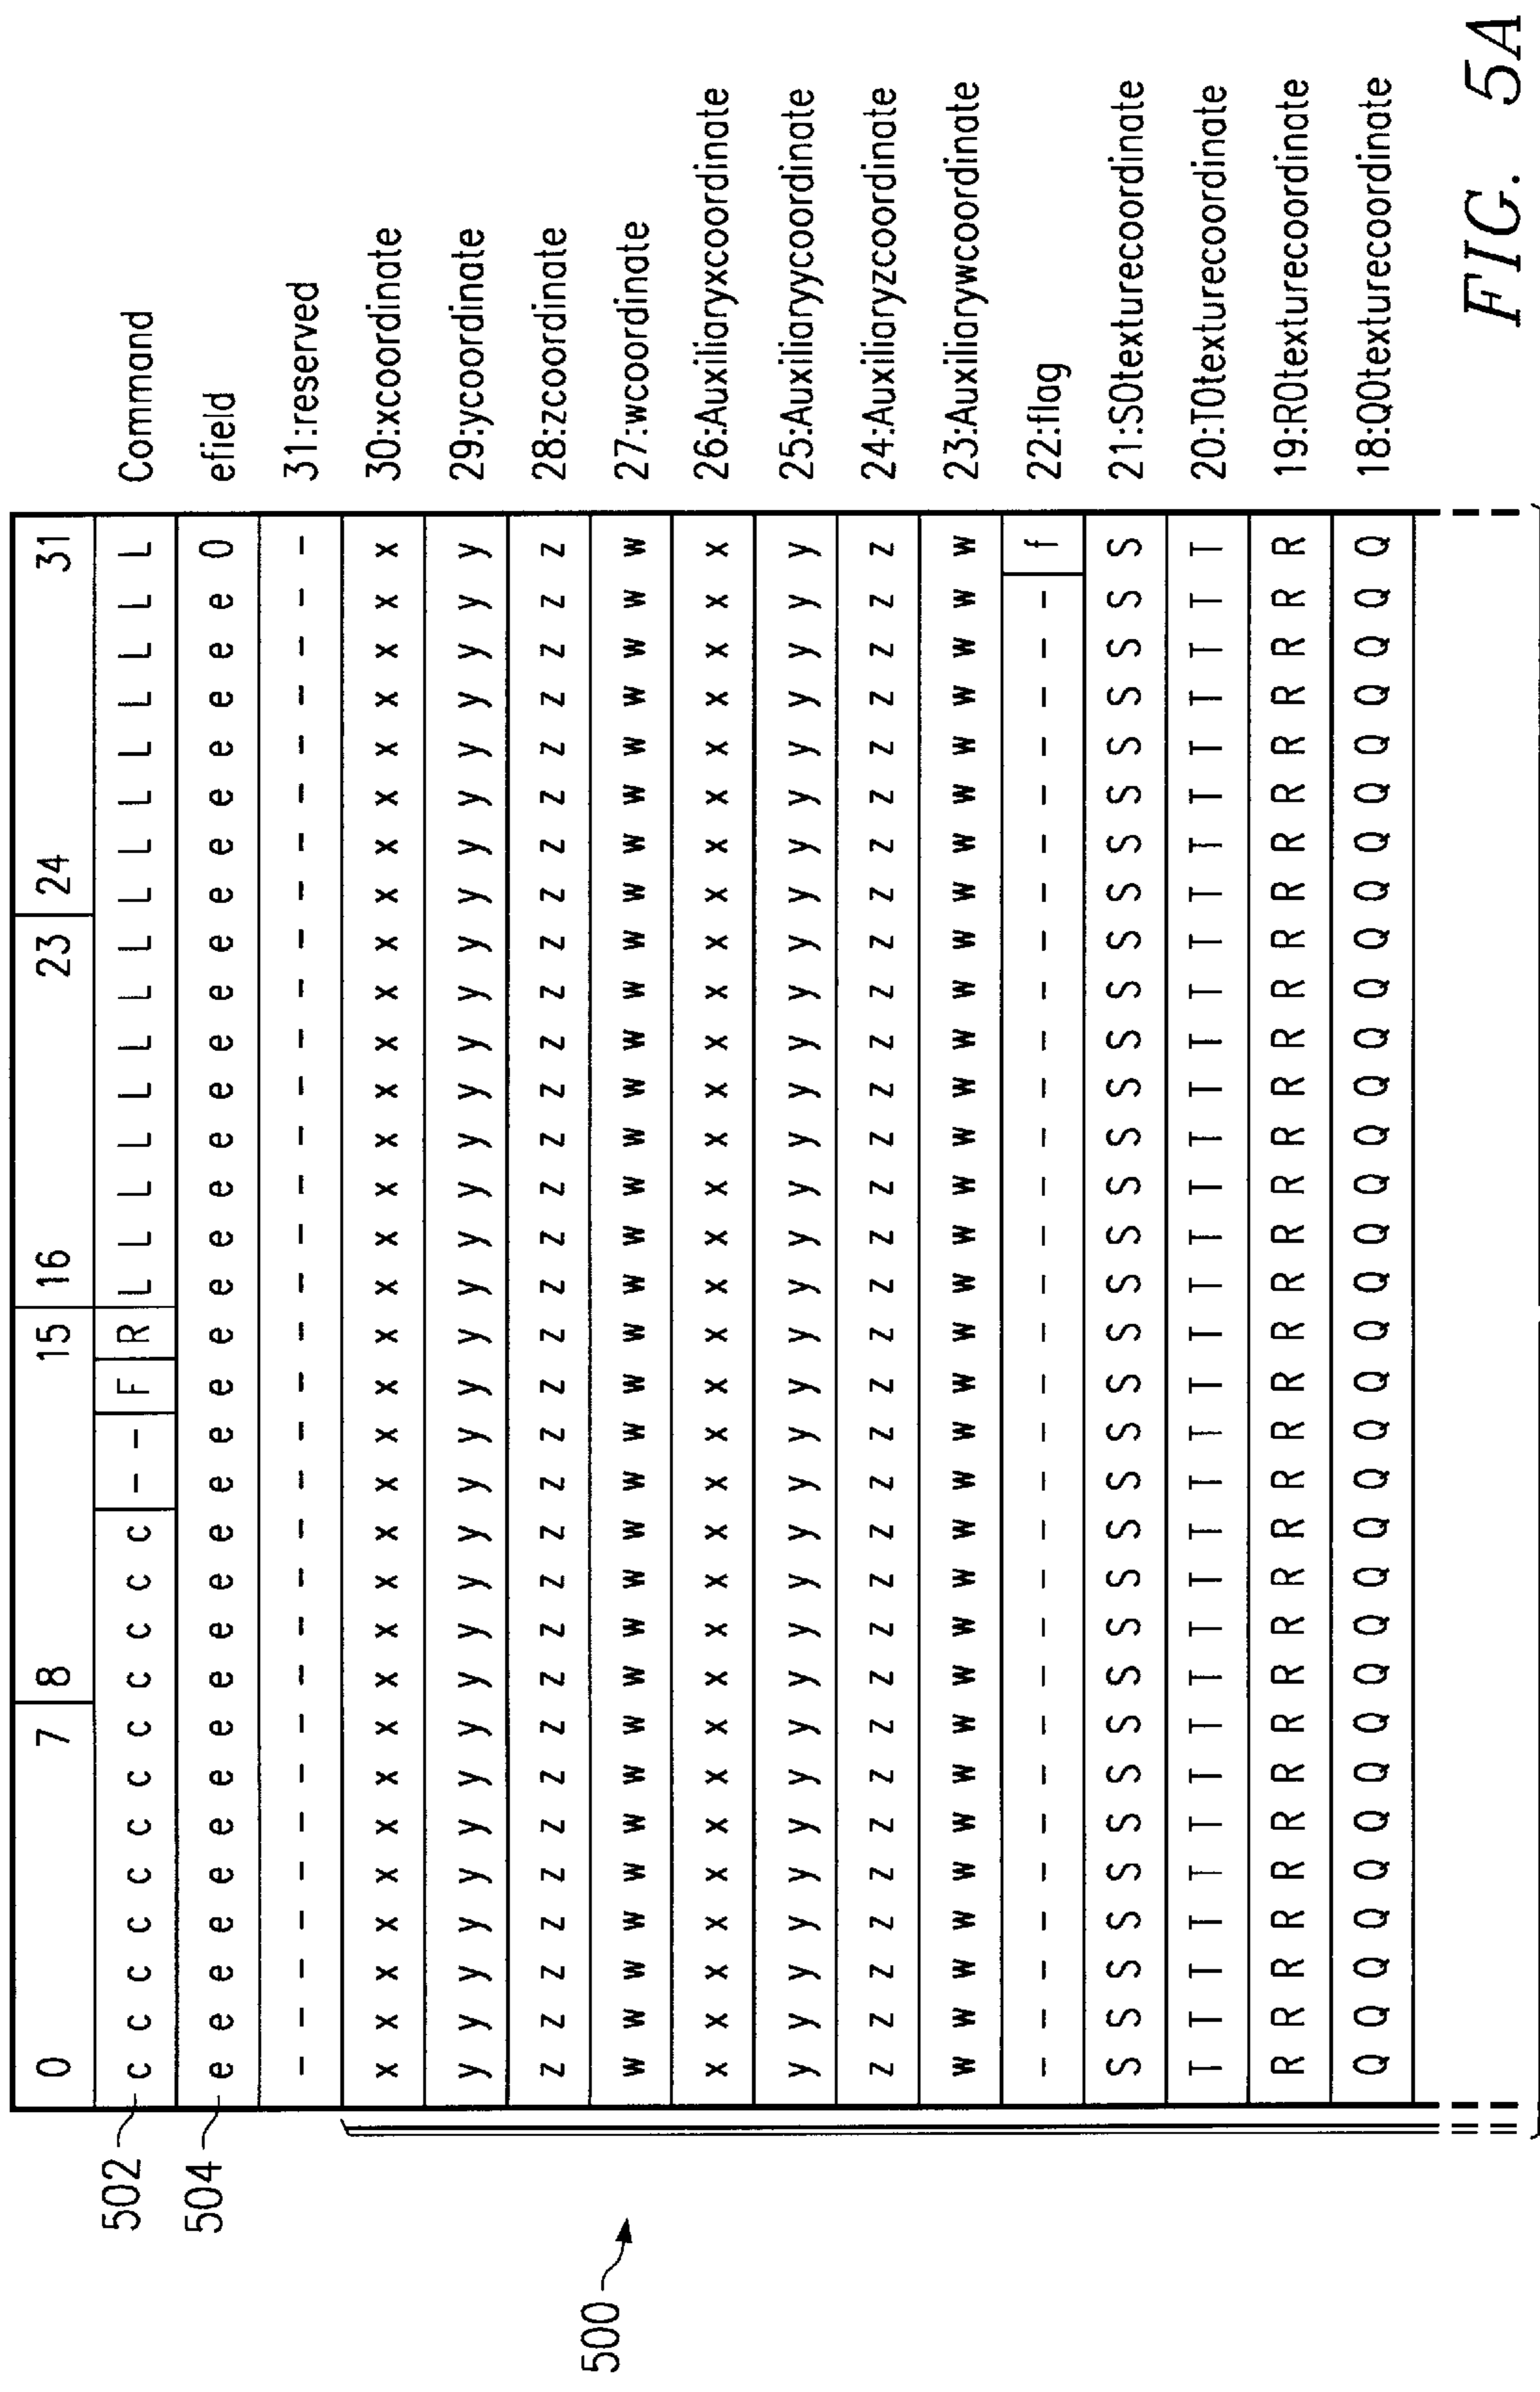 0 7 8 15 16 23 24 31
502 c c c c c c c c c c c c - - F R L L L L L L L L L L L L L L L L Command
504 e e e e e e e e e e e e e e e e e e e e e e e e e e e e e e e 0 efield
- - - - - - - - - - - - - - - - - - - - - - - - - - - - - - - - 31:reserved
x x x x x x x x x x x x x x x x x x x x x x x x x x x x x x x x 30:xcoordinate
y y y y y y y y y y y y y y y y y y y y y y y y y y y y y y y y 29:ycoordinate
z z z z z z z z z z z z z z z z z z z z z z z z z z z z z z z z 28:zcoordinate
w w w w w w w w w w w w w w w w w w w w w w w w w w w w w w w w 27:wcoordinate
x x x x x x x x x x x x x x x x x x x x x x x x x x x x x x x x 26:Auxiliaryxcoordinate
y y y y y y y y y y y y y y y y y y y y y y y y y y y y y y y y 25:Auxiliaryycoordinate
z z z z z z z z z z z z z z z z z z z z z z z z z z z z z z z z 24:Auxiliaryzcoordinate
w w w w w w w w w w w w w w w w w w w w w w w w w w w w w w w w 23:Auxiliarywcoordinate
- - - - - - - - - - - - - - - - - - - - - - - - - - - - - - - f 22:flag
S S S S S S S S S S S S S S S S S S S S S S S S S S S S S S S S 21:S0texturecoordinate
T T T T T T T T T T T T T T T T T T T T T T T T T T T T T T T T 20:T0texturecoordinate
R R R R R R R R R R R R R R R R R R R R R R R R R R R R R R R R 19:R0texturecoordinate
Q Q Q Q Q Q Q Q Q Q Q Q Q Q Q Q Q Q Q Q Q Q Q Q Q Q Q Q Q Q Q Q 18:Q0texturecoordinate
500
FIG. 5A